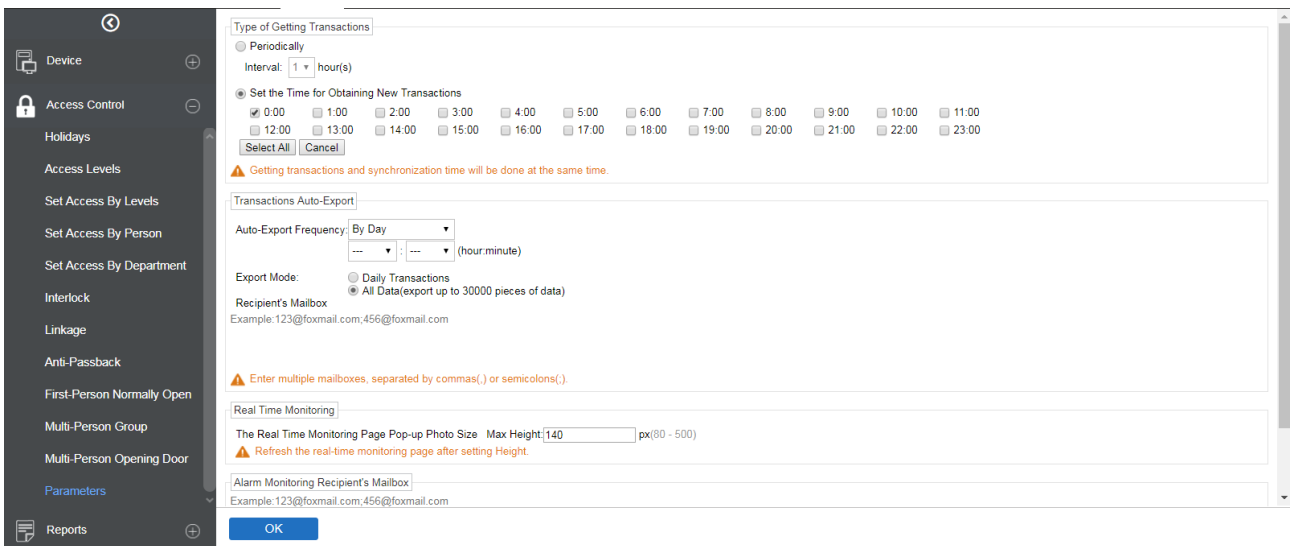 Device
Access Control
Holidays
Access Levels
Set Access By Levels
Set Access By Person
Set Access By Department
Interlock
Linkage
Anti-Passback
First-Person Normally Open
Multi-Person Group
Multi-Person Opening Door
Parameters
Reports
Type of Getting Transactions
Periodically
Interval: 1 hour(s)
Set the Time for Obtaining New Transactions
0:00 1:00 2:00 3:00 4:00 5:00 6:00 7:00 8:00 9:00 10:00 11:00
12:00 13:00 14:00 15:00 16:00 17:00 18:00 19:00 20:00 21:00 22:00 23:00
Select All Cancel
Getting transactions and synchronization time will be done at the same time.
Transactions Auto-Export
Auto-Export Frequency: By Day
--- : --- (hour:minute)
Export Mode: Daily Transactions
All Data(export up to 30000 pieces of data)
Recipient's Mailbox
Example:123@foxmail.com;456@foxmail.com
Enter multiple mailboxes, separated by commas(,) or semicolons(;).
Real Time Monitoring
The Real Time Monitoring Page Pop-up Photo Size Max Height: 140 px(80 - 500)
Refresh the real-time monitoring page after setting Height.
Alarm Monitoring Recipient's Mailbox
Example:123@foxmail.com;456@foxmail.com
OK